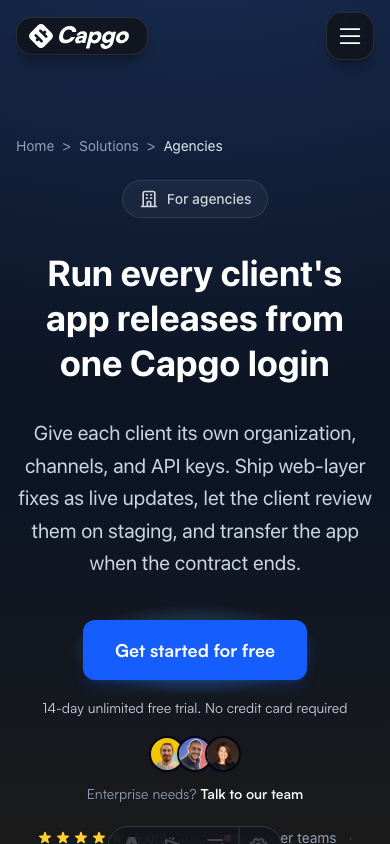 Capgo
Home > Solutions > Agencies
For agencies
Run every client's
app releases from
one Capgo login
Give each client its own organization,
channels, and API keys. Ship web-layer
fixes as live updates, let the client review
them on staging, and transfer the app
when the contract ends.
Get started for free
14-day unlimited free trial. No credit card required
Enterprise needs? Talk to our team
er teams ·